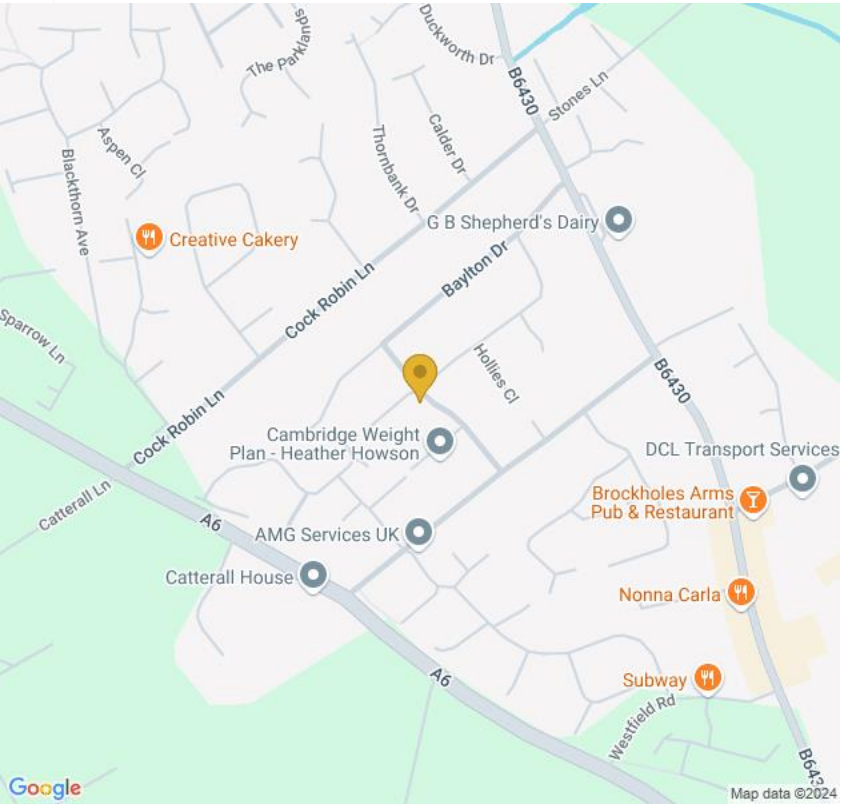 Duckworth Dr
The Parklands
B6430
Stones Ln
Aspen Cl
Calder Dr
Thornbank Dr
Blackthorn Ave
G B Shepherd's Dairy
Creative Cakery
Baylton Dr
Cock Robin Ln
Sparrow Ln
Hollies Cl
B6430
Cock Robin Ln
Cambridge Weight
Plan - Heather Howson
DCL Transport Services
Catterall Ln
Brockholes Arms
Pub & Restaurant
A6
AMG Services UK
Catterall House
Nonna Carla
A6
Subway
Westfield Rd
B643
Google
Map data ©2024